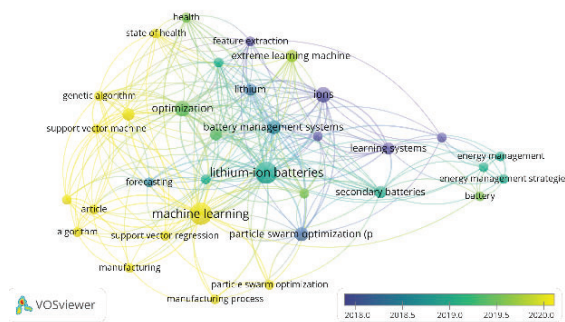 health
state of health
feature extraction
extreme learning machine
genetic algorithm
lithium
ions
optimization
support vector machine
battery management systems
learning systems
energy management
lithium-ion batteries
energy management strategie
forecasting
secondary batteries
battery
article
machine learning
algorithm
support vector regression
particle swarm optimization (p
manufacturing
particle swarm optimization
manufacturing process
VOSviewer
2018.0 2018.5 2019.0 2019.5 2020.0